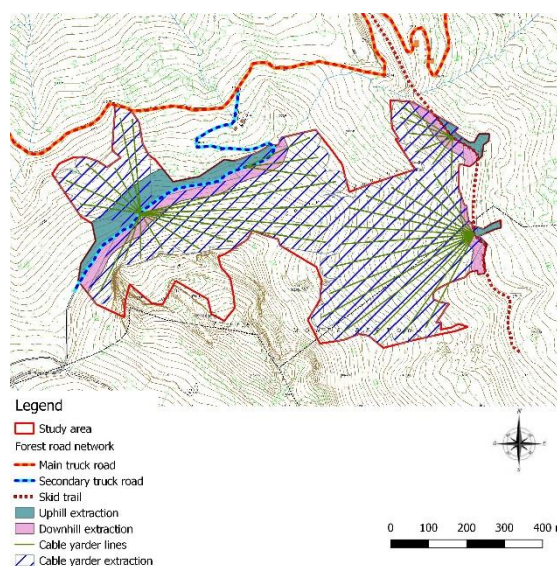 Legend
Study area
Forest road network
Main truck road
Secondary truck road
Skid trail
Uphill extraction
Downhill extraction
Cable yarder lines
Cable yarder extraction
N
0 100 200 300 400 m